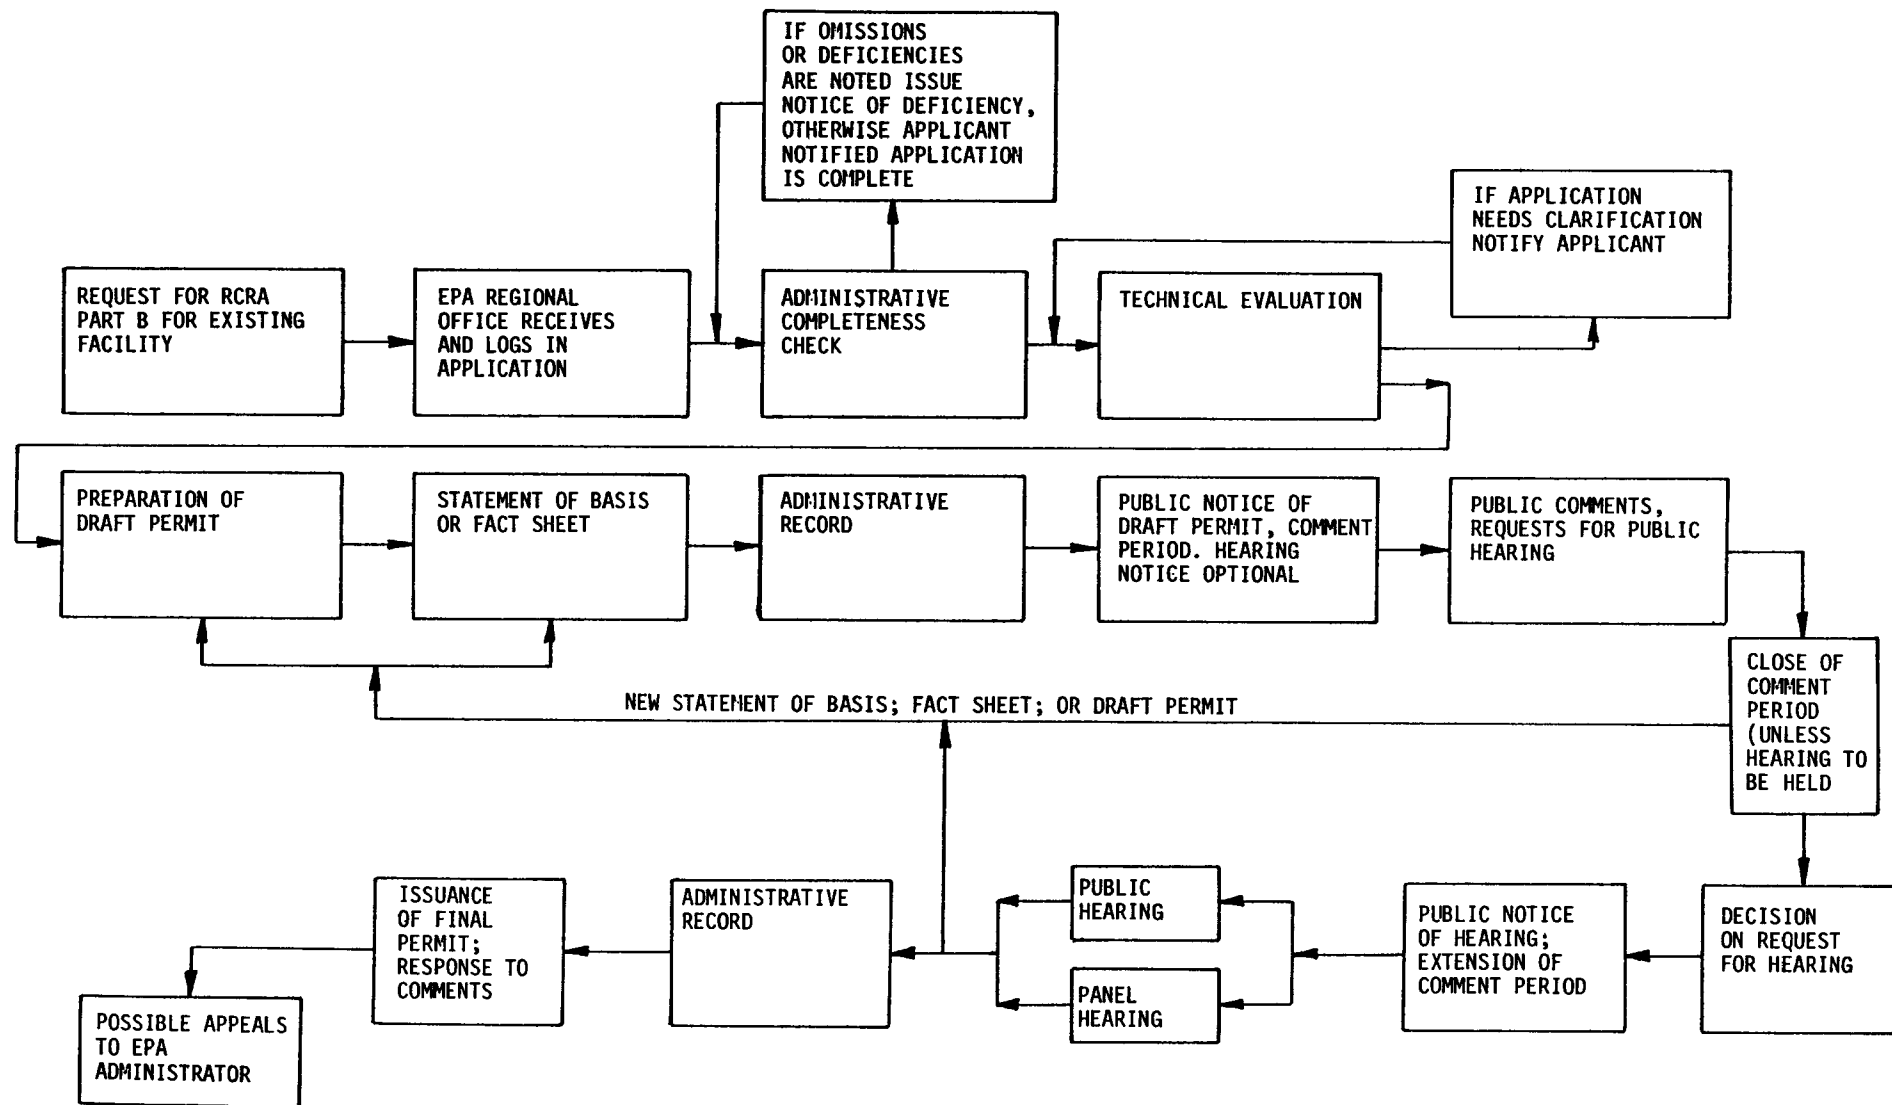 IF OMISSIONS
OR DEFICIENCIES
ARE NOTED ISSUE
NOTICE OF DEFICIENCY,
OTHERWISE APPLICANT
NOTIFIED APPLICATION
IS COMPLETE
IF APPLICATION
NEEDS CLARIFICATION
NOTIFY APPLICANT
REQUEST FOR RCRA
PART B FOR EXISTING
FACILITY
EPA REGIONAL
OFFICE RECEIVES
AND LOGS IN
APPLICATION
ADMINISTRATIVE
COMPLETENESS
CHECK
TECHNICAL EVALUATION
PREPARATION OF
DRAFT PERMIT
STATEMENT OF BASIS
OR FACT SHEET
ADMINISTRATIVE
RECORD
PUBLIC NOTICE OF
DRAFT PERMIT, COMMENT
PERIOD. HEARING
NOTICE OPTIONAL
PUBLIC COMMENTS,
REQUESTS FOR PUBLIC
HEARING
CLOSE OF
COMMENT
PERIOD
(UNLESS
HEARING TO
BE HELD
NEW STATEMENT OF BASIS; FACT SHEET; OR DRAFT PERMIT
DECISION
ON REQUEST
FOR HEARING
PUBLIC NOTICE
OF HEARING;
EXTENSION OF
COMMENT PERIOD
PUBLIC
HEARING
PANEL
HEARING
ADMINISTRATIVE
RECORD
ISSUANCE
OF FINAL
PERMIT;
RESPONSE TO
COMMENTS
POSSIBLE APPEALS
TO EPA
ADMINISTRATOR